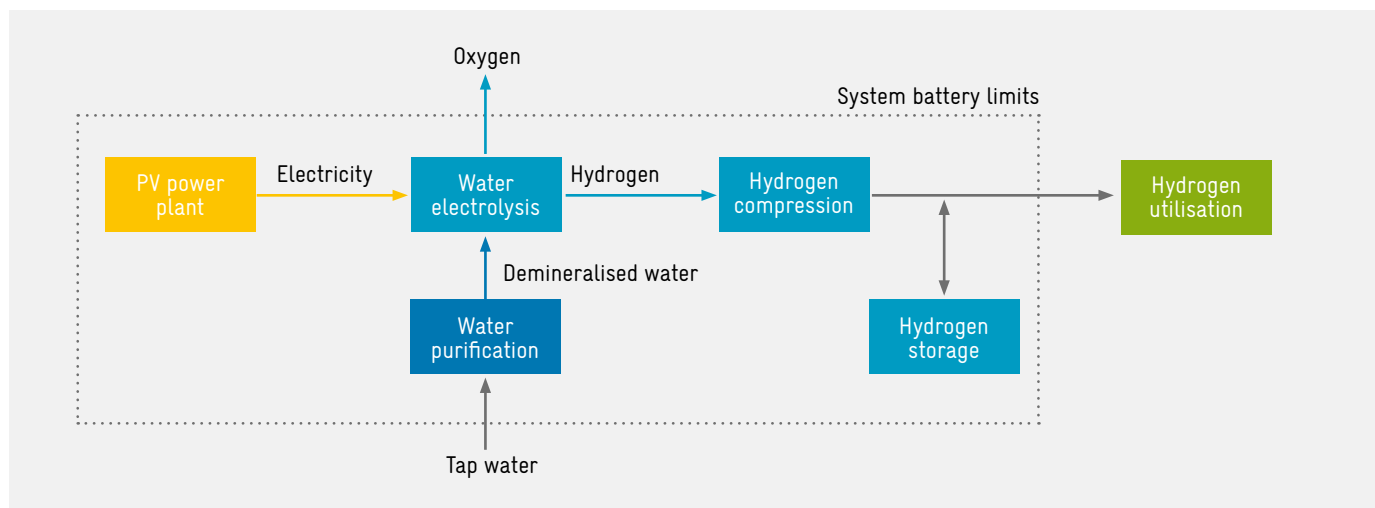 Oxygen
System battery limits
PV power
plant
Electricity
Water
electrolysis
Hydrogen
Hydrogen
compression
Hydrogen
utilisation
Demineralised water
Water
purification
Hydrogen
storage
Tap water